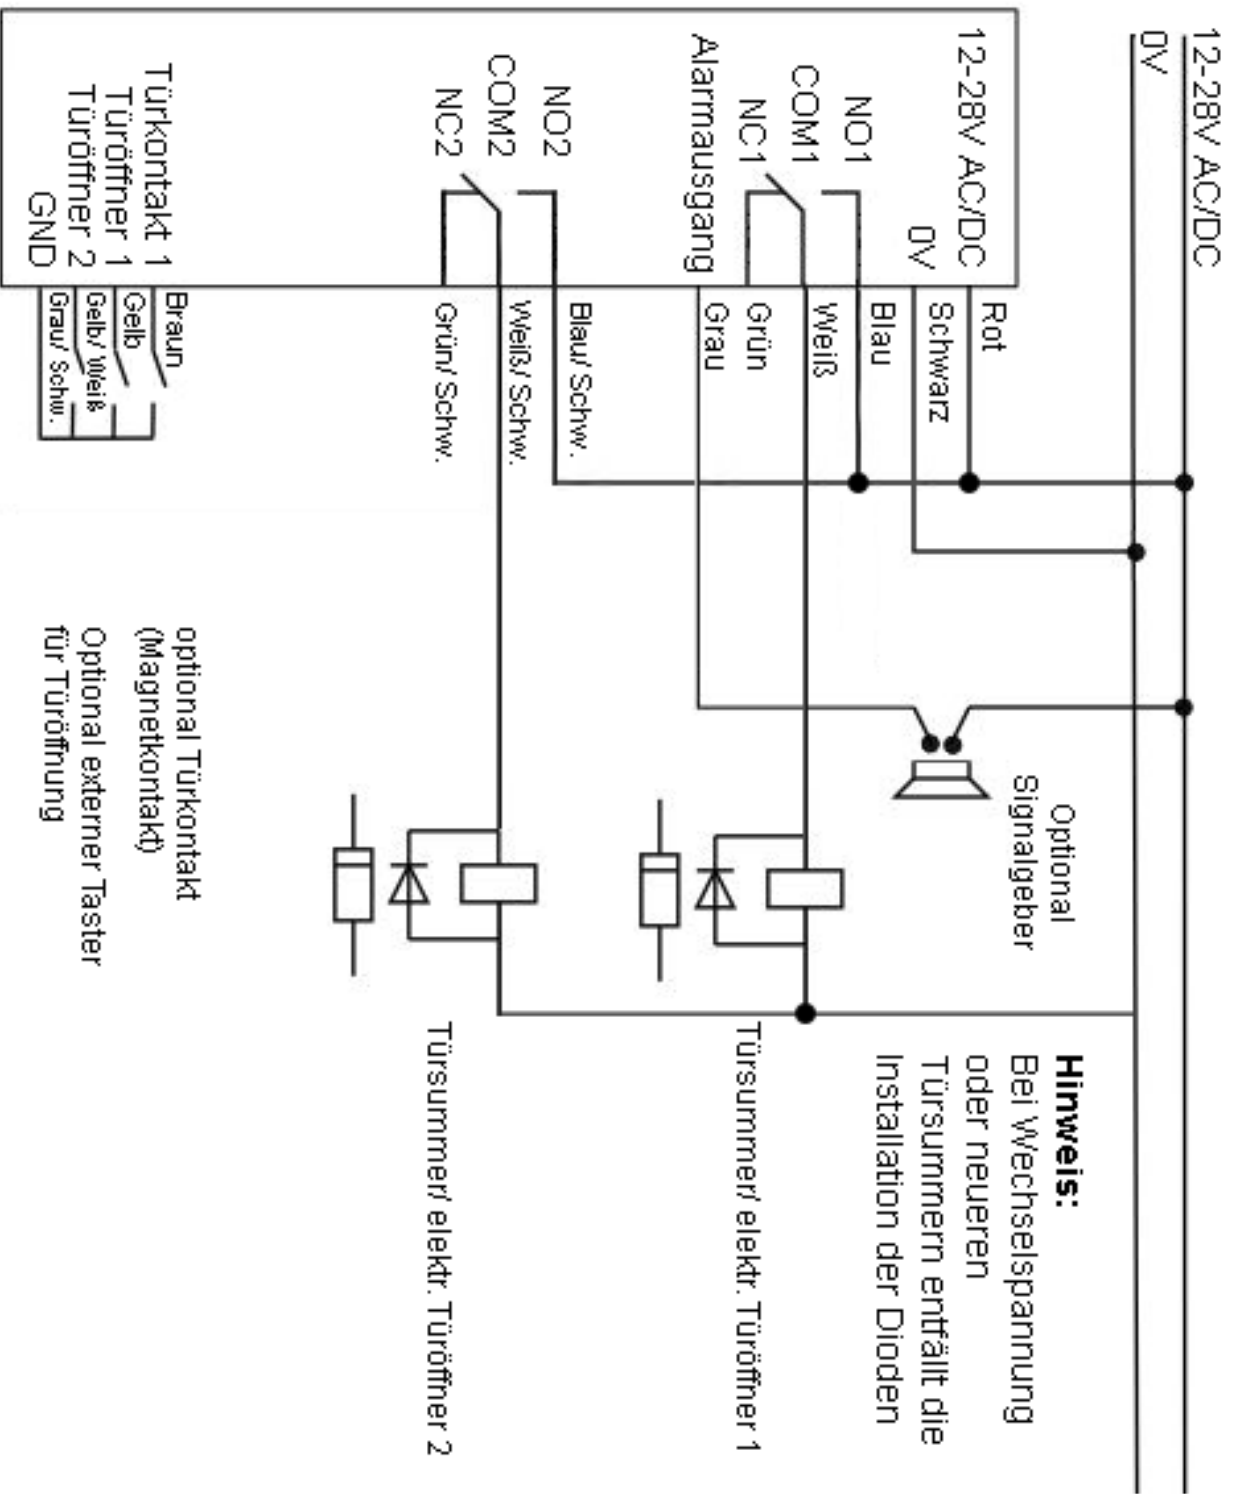 12-28V AC/DC
0V
12-28V AC/DC
0V
NO1
COM1
NC1
Alarmausgang
NO2
COM2
NC2
Türkontakt 1
Türöffner 1
Türöffner 2
GND
Rot
Schwarz
Blau
Weiß
Grün
Grau
Blau/ Schw.
Weiß/ Schw.
Grün/ Schw.
Braun
Gelb
Gelb/ Weiß
Grau/ Schw.
Optional
Signalgeber
optional Türkontakt
(Magnetkontakt)
Optional externer Taster
für Türöffnung
Hinweis:
Bei Wechselspannung
oder neueren
Türsummern entfällt die
Installation der Dioden
Türsummer/ elektr. Türöffner 1
Türsummer/ elektr. Türöffner 2